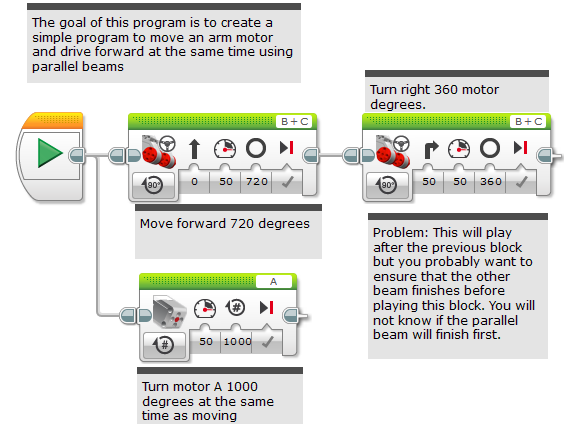 The goal of this program is to create a
simple program to move an arm motor
and drive forward at the same time using
parallel beams
Turn right 360 motor
degrees.
B+C
B+C
90°
0 50 720
90°
50 50 360
Move forward 720 degrees
Problem: This will play
after the previous block
but you probably want to
ensure that the other
beam finishes before
playing this block. You will
not know if the parallel
beam will finish first.
A
#
#
50 1000
Turn motor A 1000
degrees at the same
time as moving